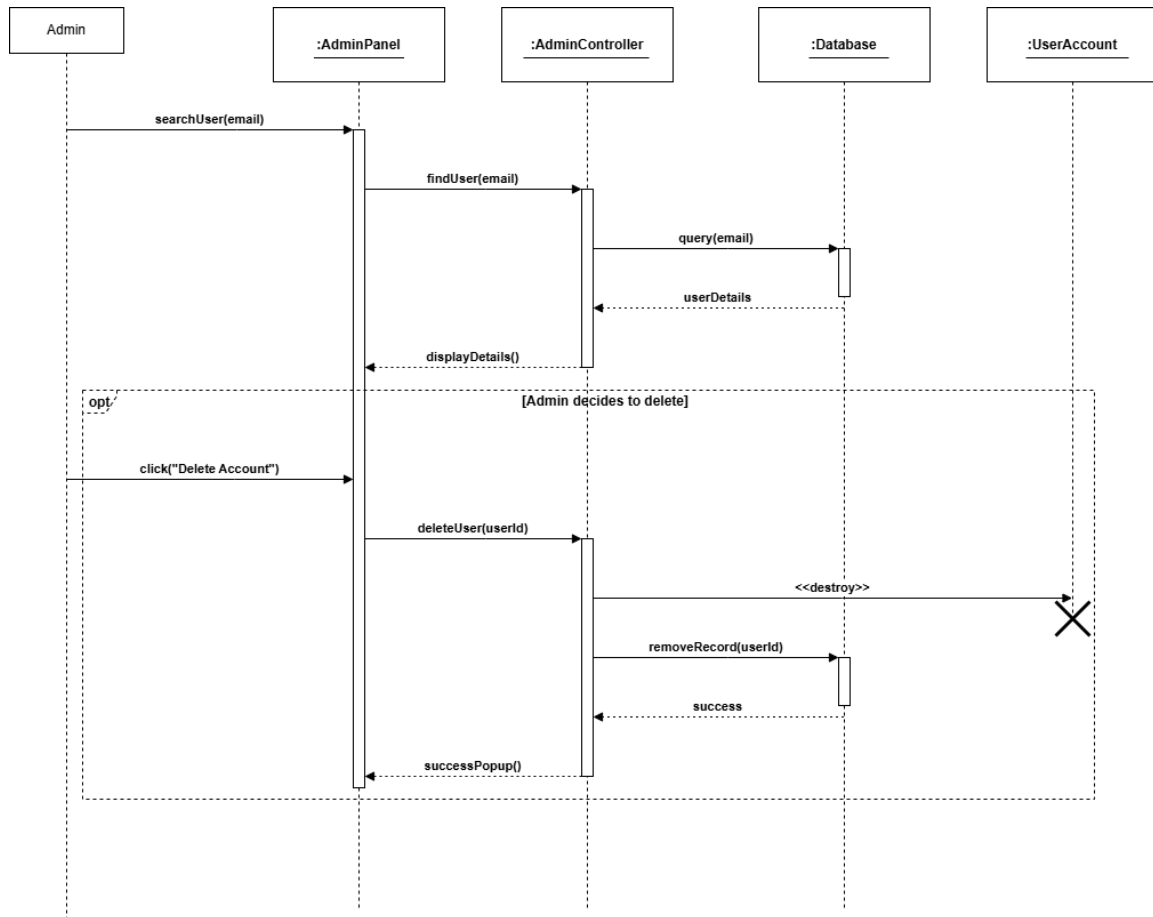 Admin
:AdminPanel
:AdminController
:Database
:UserAccount
searchUser(email)
findUser(email)
query(email)
userDetails
displayDetails()
opt
[Admin decides to delete]
click("Delete Account")
deleteUser(userId)
<<destroy>>
removeRecord(userId)
success
successPopup()